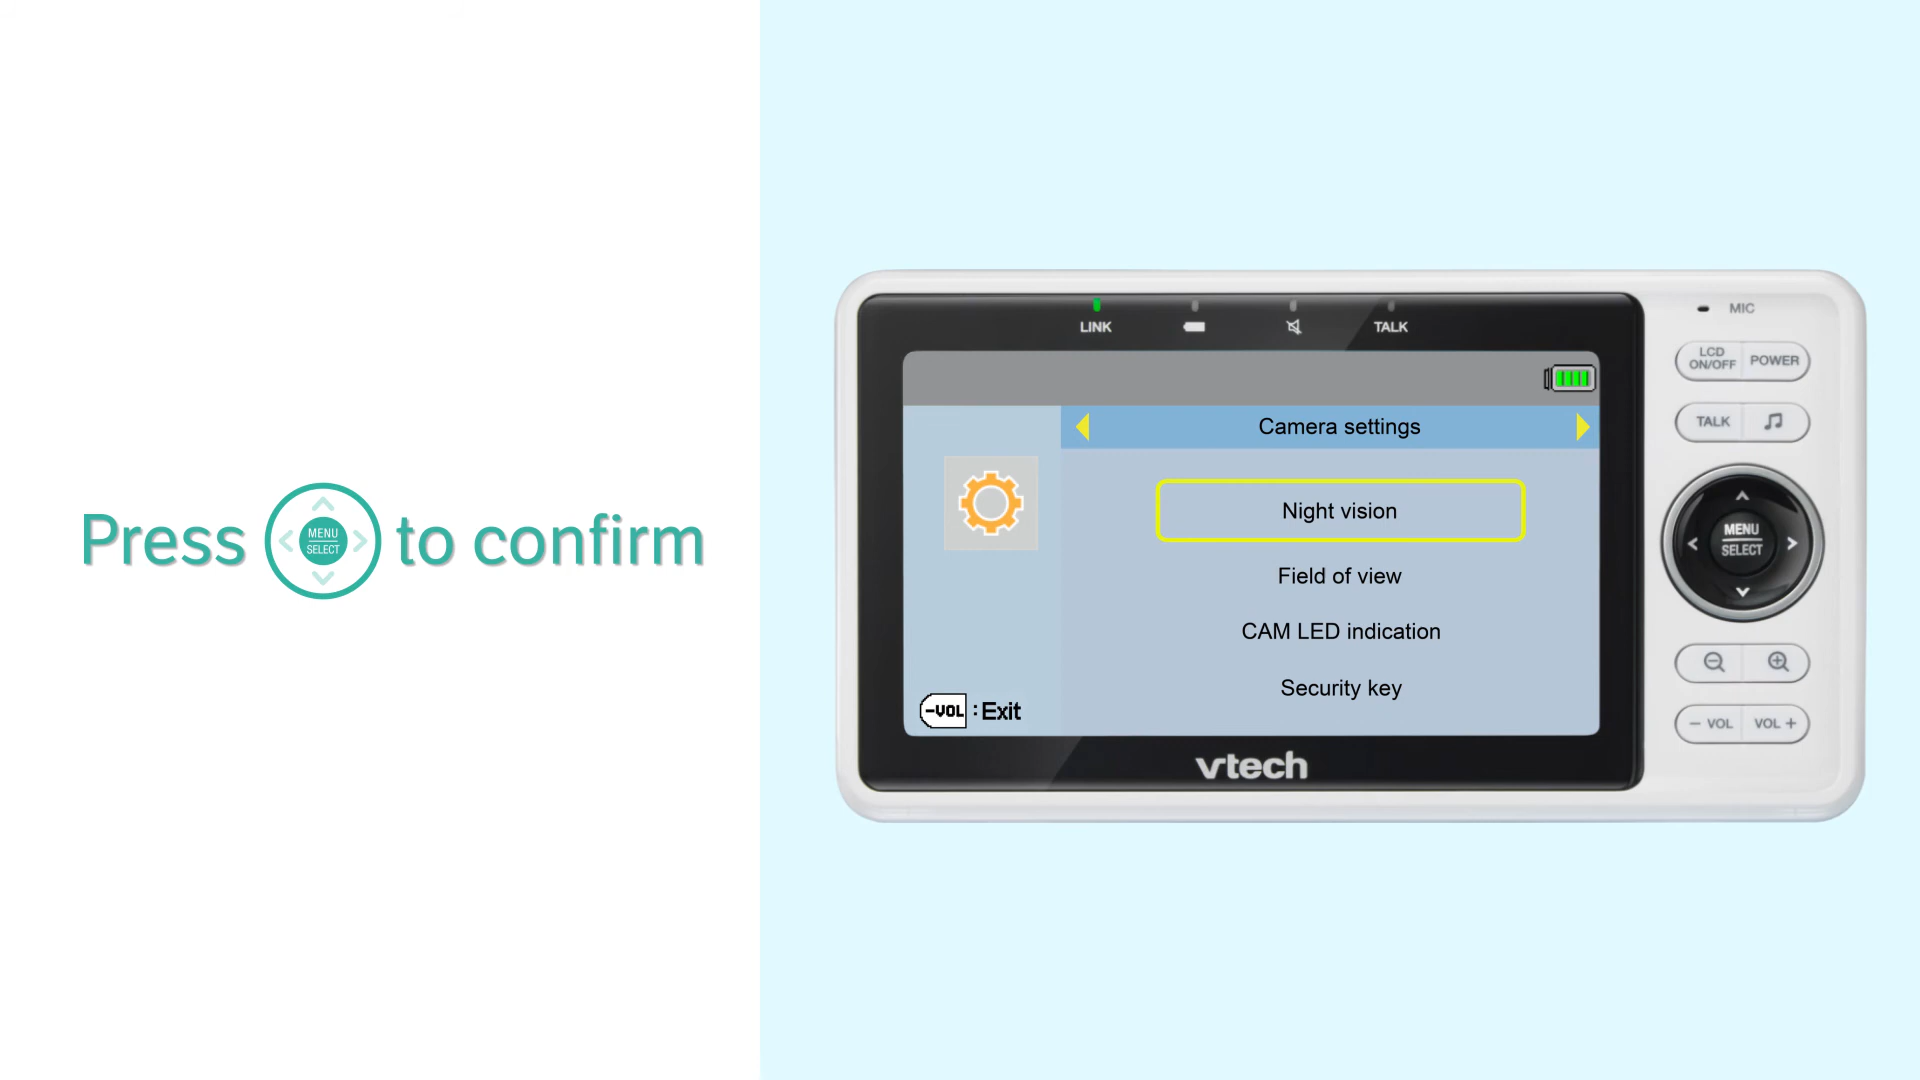 Press MENU SELECT to confirm
LINK
TALK
MIC
LCD ON/OFF
POWER
TALK
Camera settings
Night vision
Field of view
CAM LED indication
Security key
-VOL : Exit
MENU
SELECT
- VOL
VOL +
vtech